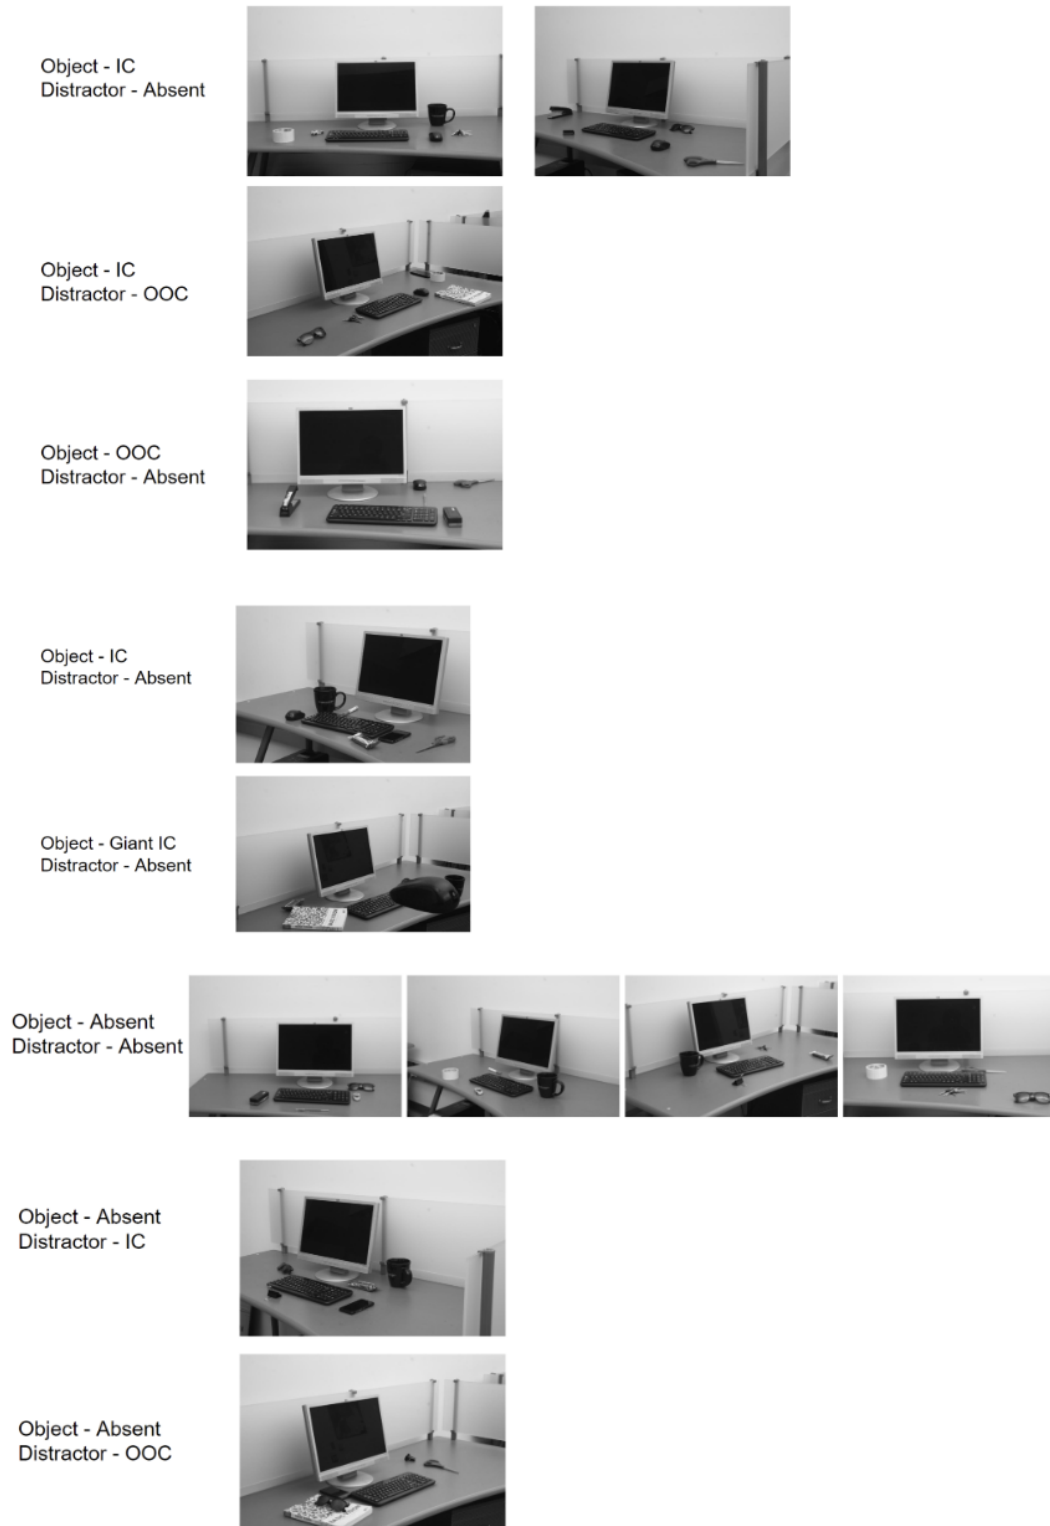 Object - IC
Distractor - Absent
Object - IC
Distractor - OOC
Object - OOC
Distractor - Absent
Object - IC
Distractor - Absent
Object - Giant IC
Distractor - Absent
Object - Absent
Distractor - Absent
Object - Absent
Distractor - IC
Object - Absent
Distractor - OOC